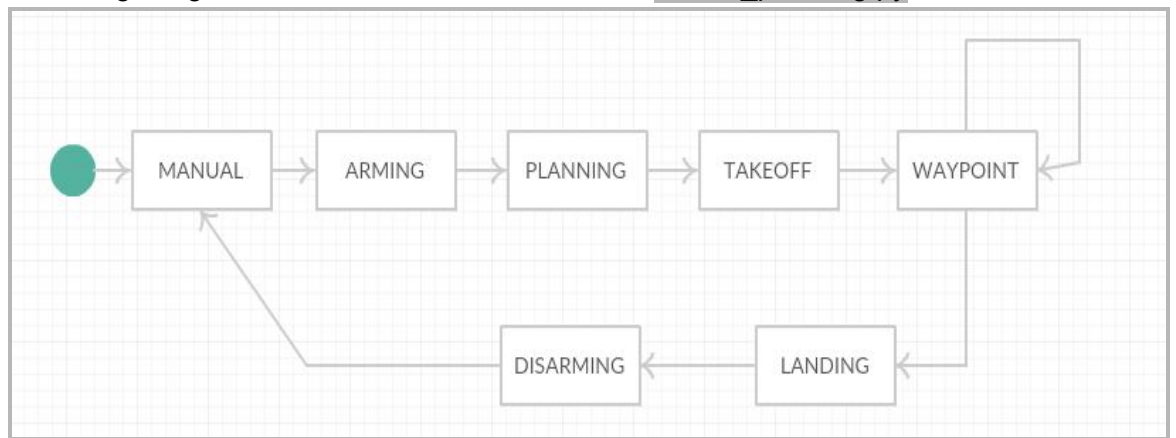 MANUAL
ARMING
PLANNING
TAKEOFF
WAYPOINT
DISARMING
LANDING